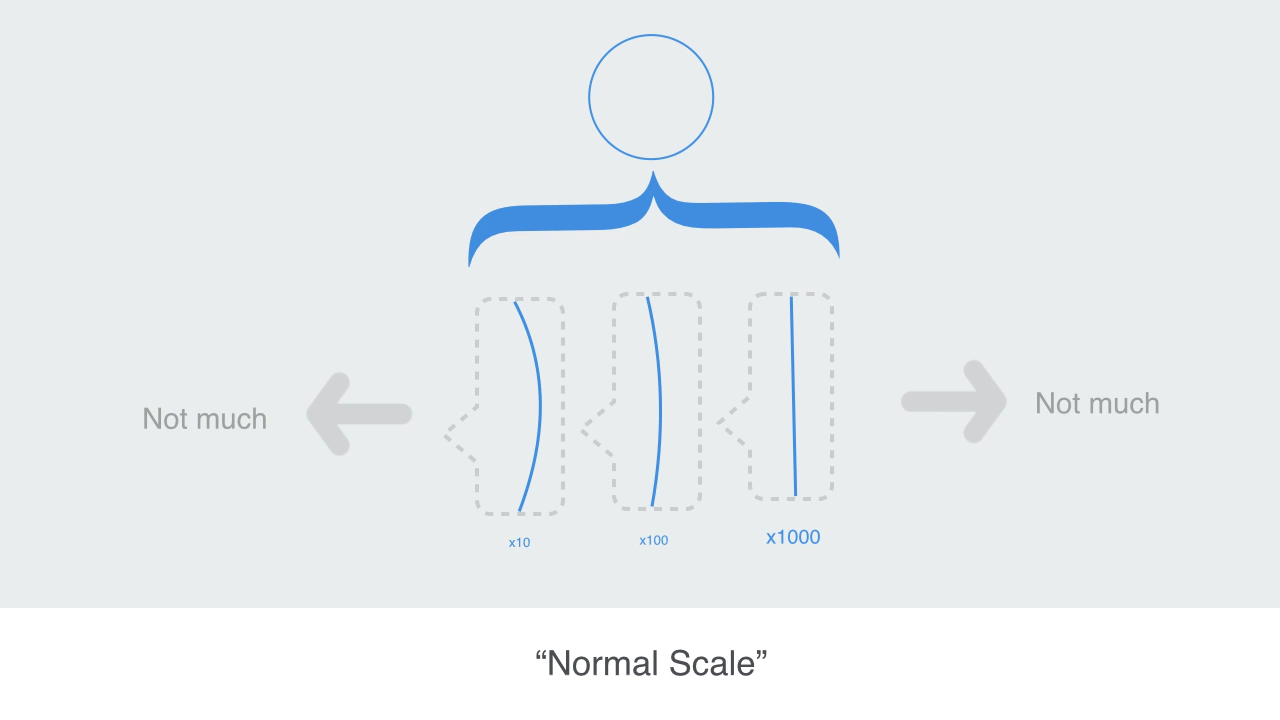 Not much
Not much
x10
x100
x1000
“Normal Scale”